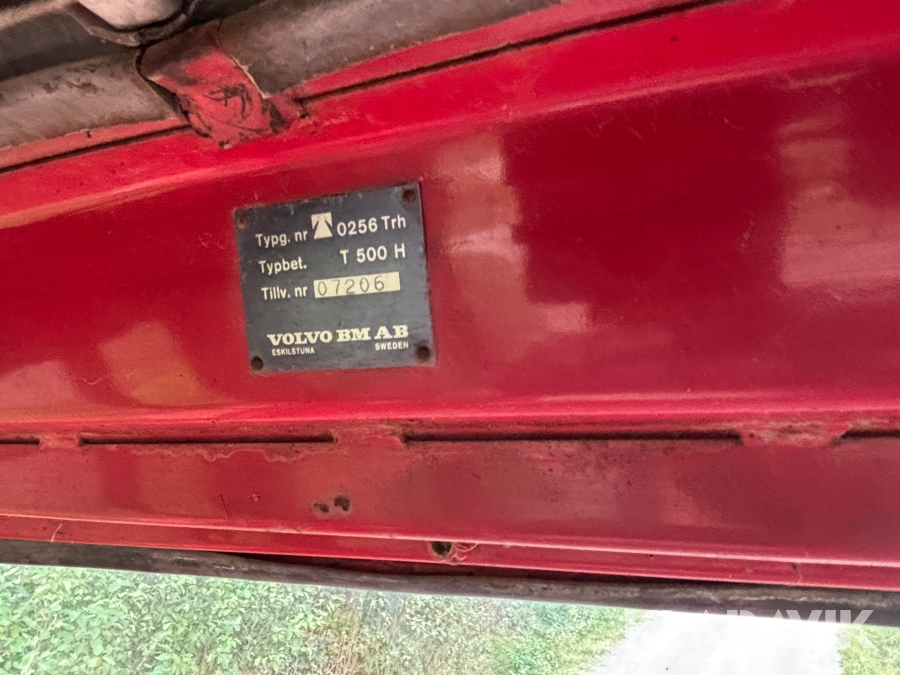 Typg. nr 0256 Trh
Typbet. T 500 H
Tillv. nr 07206
VOLVO BM AB
ESKILSTUNA SWEDEN